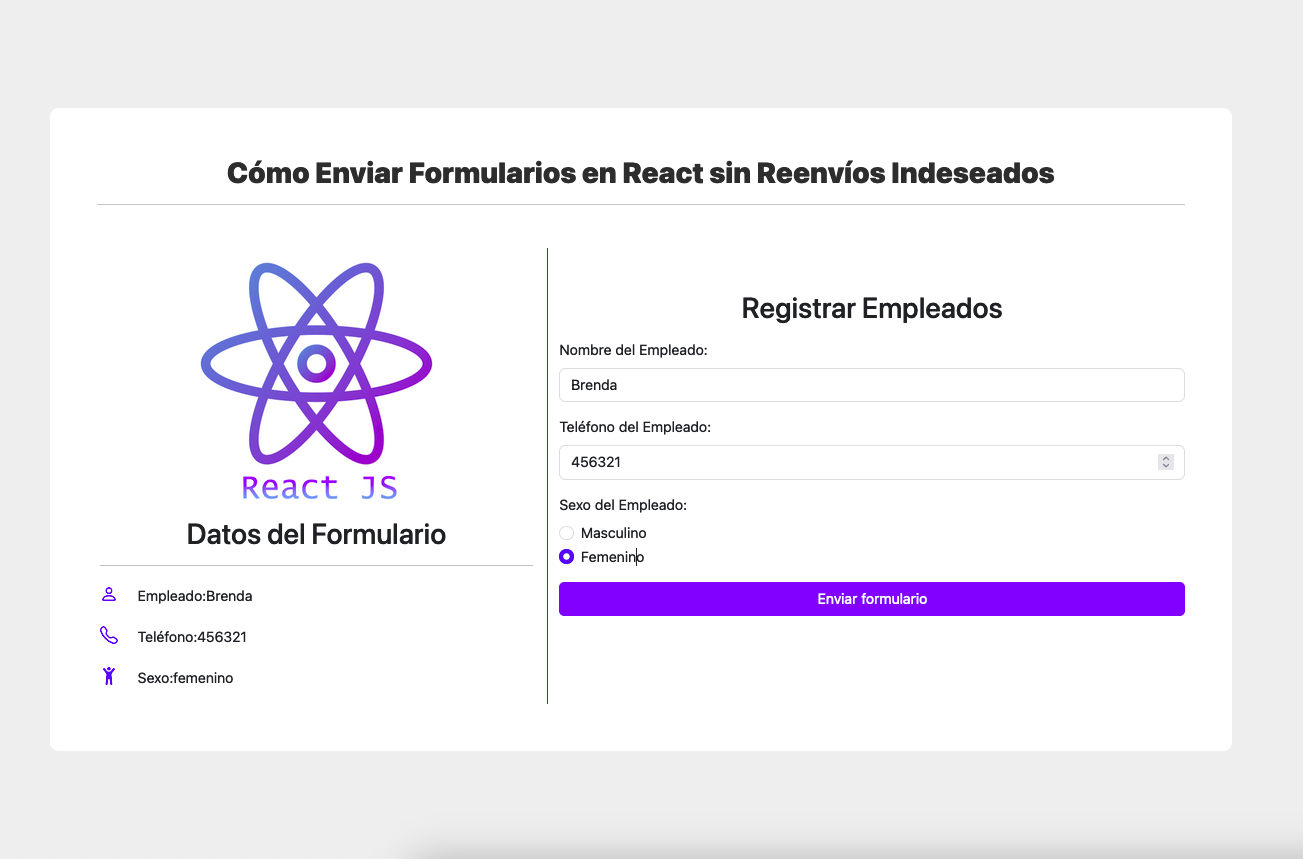 Cómo Enviar Formularios en React sin Reenvíos Indeseados
React JS
Datos del Formulario
Empleado:Brenda
Teléfono:456321
Sexo:femenino
Registrar Empleados
Nombre del Empleado:
Brenda
Teléfono del Empleado:
456321
Sexo del Empleado:
Masculino
Femenino
Enviar formulario